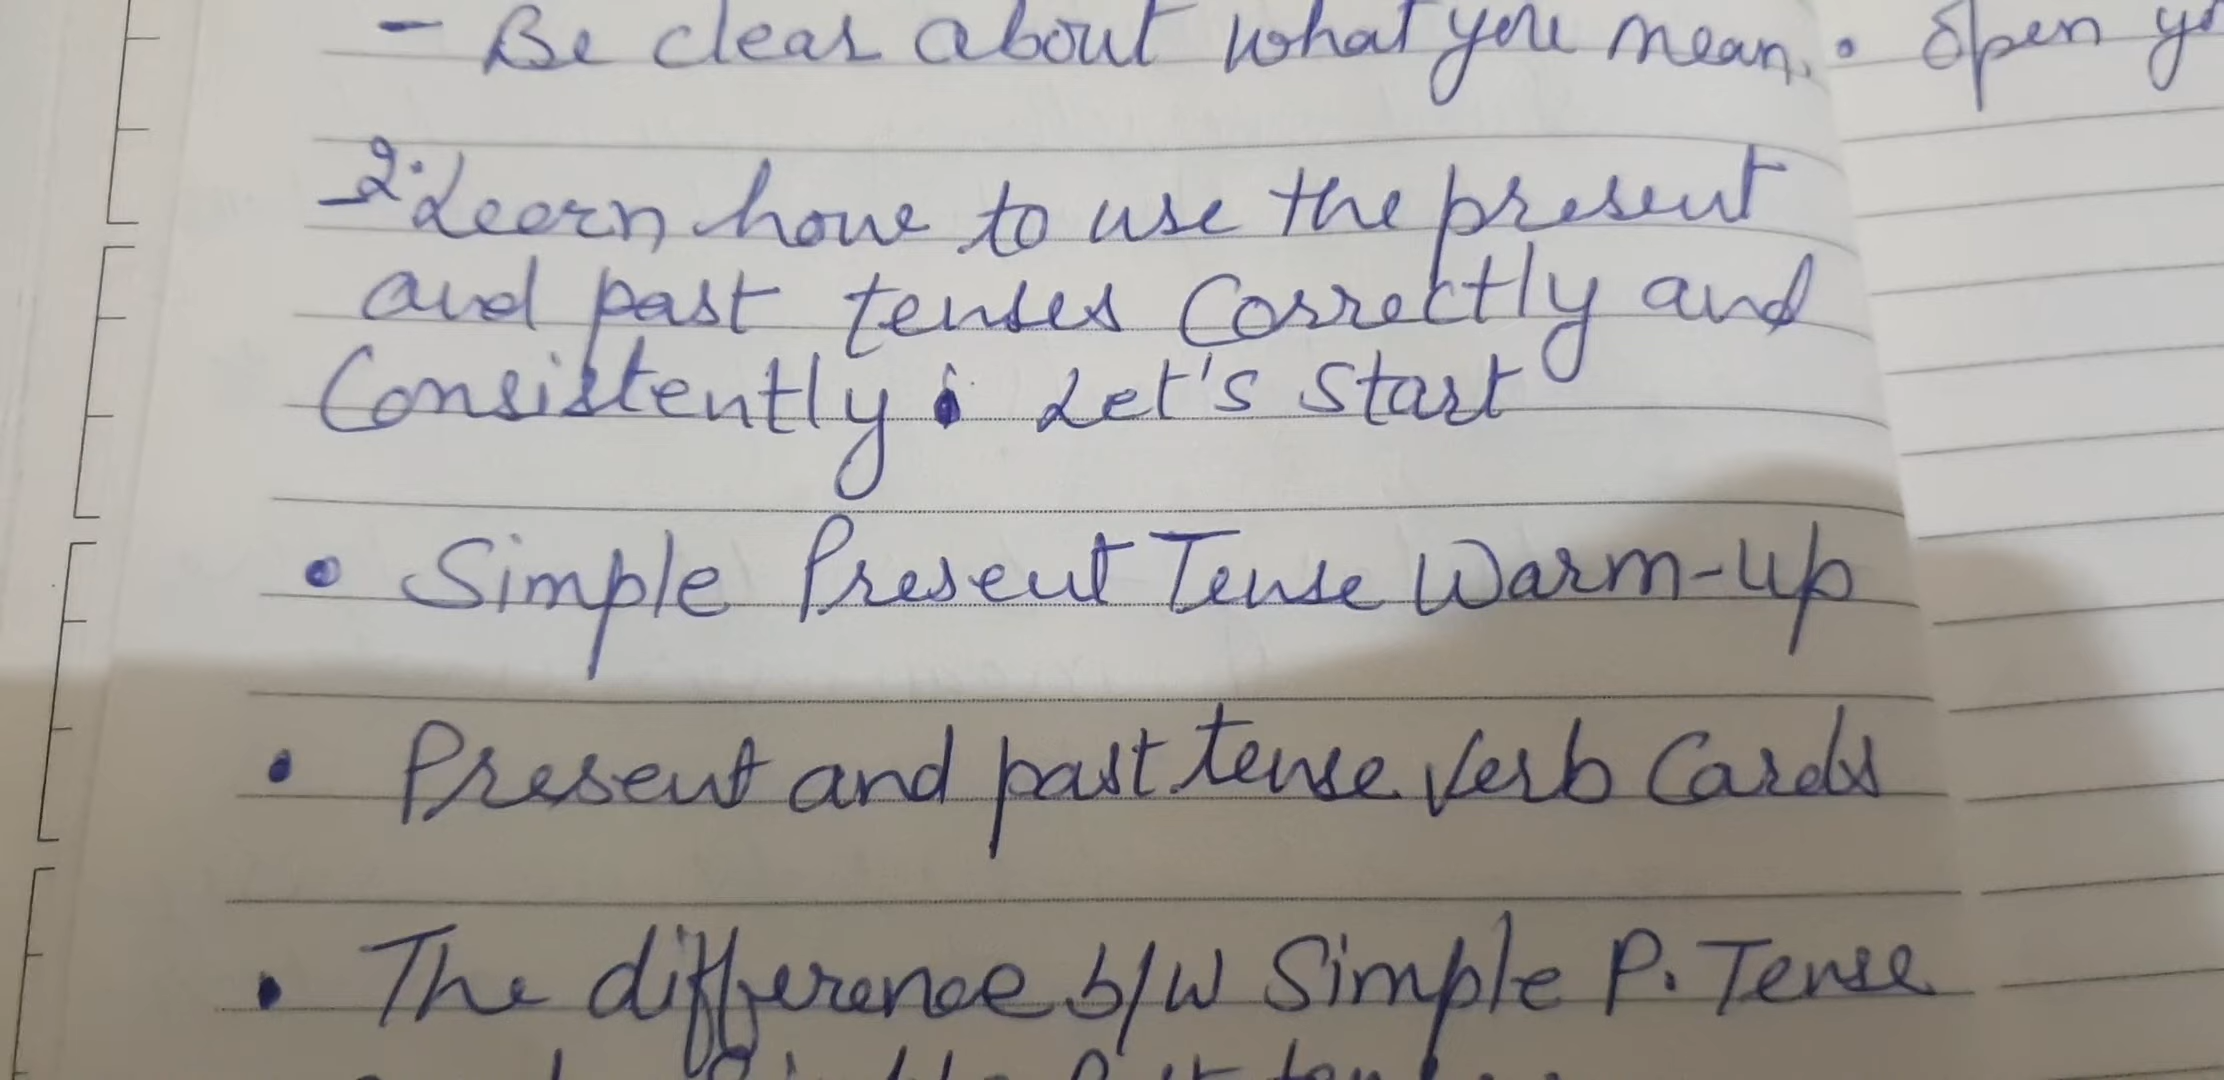 - Be clear about what you mean. • Open
2. Learn how to use the present
and past tenses correctly and
Consistently. Let's start
• Simple Present Tense Warm-up
• Present and past tense Verb Cards
• The difference b/w Simple P. Tense